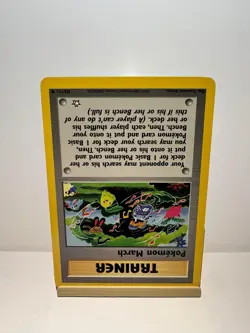 TRAINER
Pokémon March
Your opponent may search his or her
deck for a Basic Pokémon card and
put it onto his or her Bench. Then,
you may search your deck for a Basic
Pokémon card and put it onto your
Bench. Then, each player shuffles his
or her deck. (A player can't do any of
this if his or her Bench is full.)